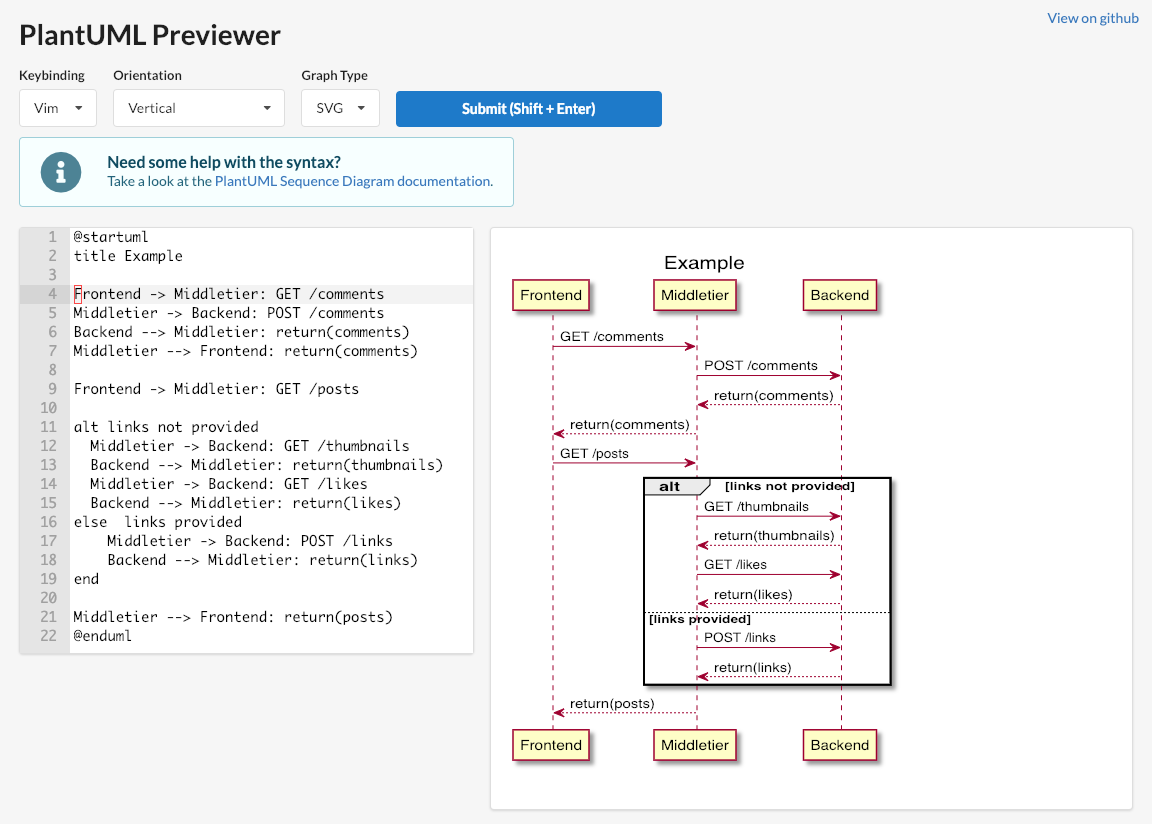 View on github
PlantUML Previewer
Keybinding Orientation Graph Type
Vim Vertical SVG Submit (Shift + Enter)
Need some help with the syntax?
Take a look at the PlantUML Sequence Diagram documentation.
1 @startuml
2 title Example
3
4 Frontend -> Middletier: GET /comments
5 Middletier -> Backend: POST /comments
6 Backend --> Middletier: return(comments)
7 Middletier --> Frontend: return(comments)
8
9 Frontend -> Middletier: GET /posts
10
11 alt links not provided
12   Middletier -> Backend: GET /thumbnails
13   Backend --> Middletier: return(thumbnails)
14   Middletier -> Backend: GET /likes
15   Backend --> Middletier: return(likes)
16 else  links provided
17     Middletier -> Backend: POST /links
18     Backend --> Middletier: return(links)
19 end
20
21 Middletier --> Frontend: return(posts)
22 @enduml
Example
Frontend Middletier Backend
GET /comments
POST /comments
return(comments)
return(comments)
GET /posts
alt [links not provided]
GET /thumbnails
return(thumbnails)
GET /likes
return(likes)
[links provided]
POST /links
return(links)
return(posts)
Frontend Middletier Backend